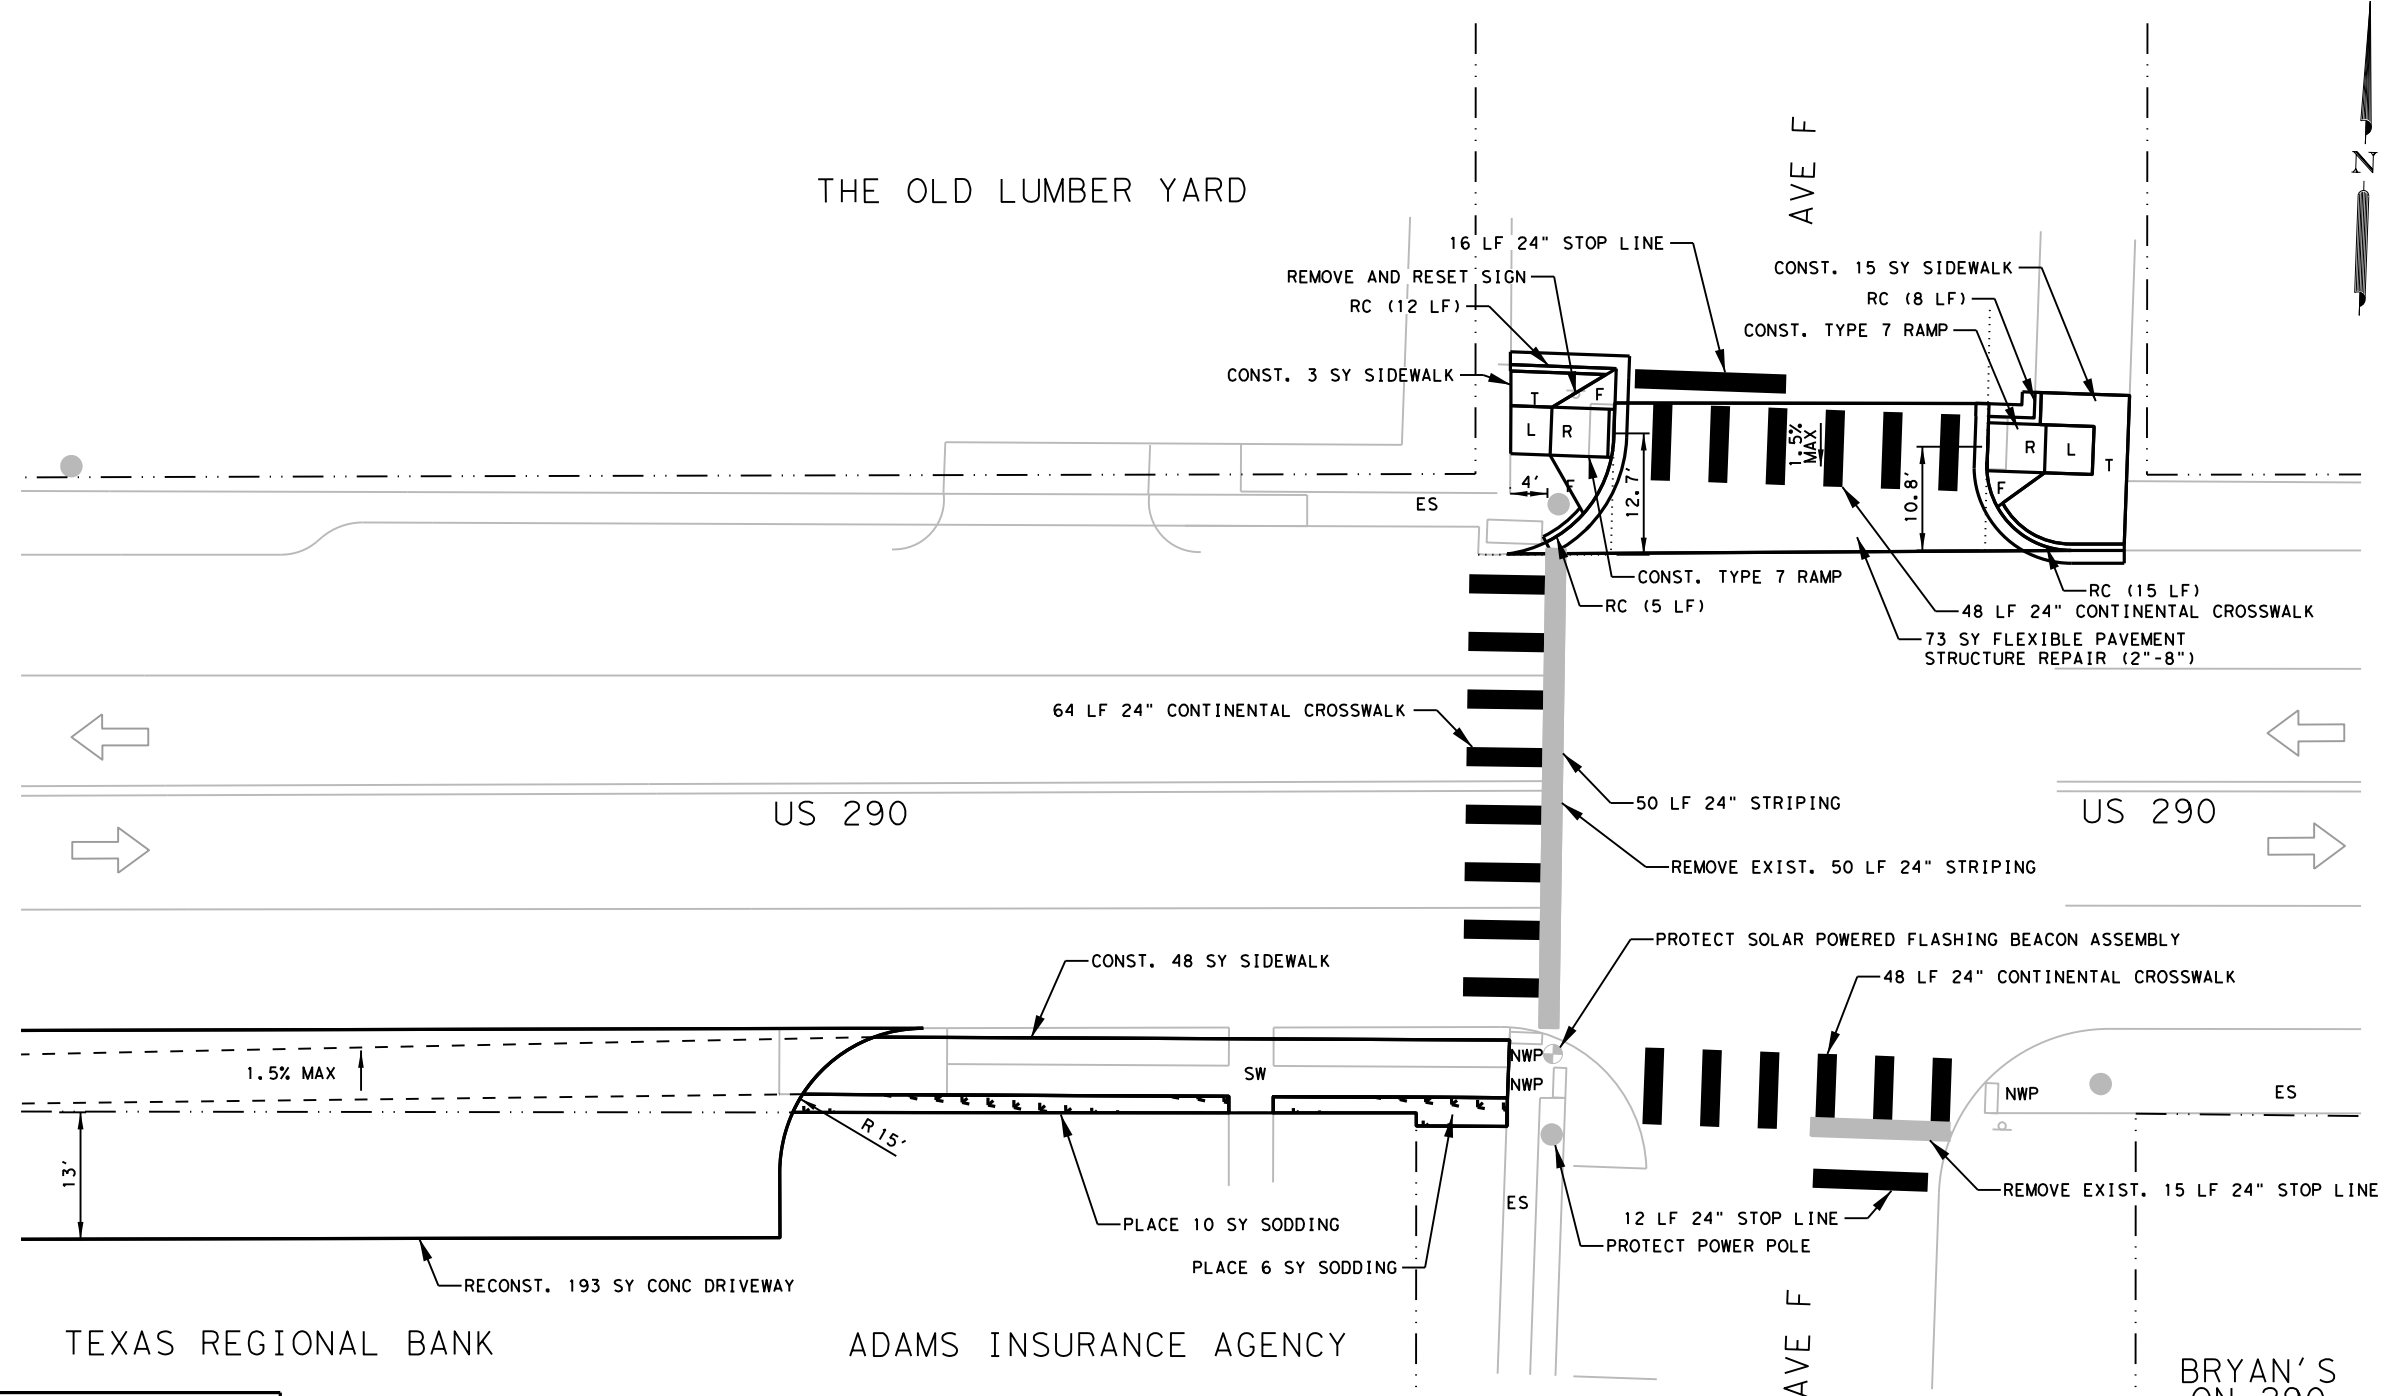 AVE F
N
THE OLD LUMBER YARD
16 LF 24" STOP LINE
REMOVE AND RESET SIGN
RC (12 LF)
CONST. 3 SY SIDEWALK
CONST. 15 SY SIDEWALK
RC (8 LF)
CONST. TYPE 7 RAMP
T
F
L
R
F
4'
ES
12.7'
1.5%
MAX
10.8'
R
L
T
F
CONST. TYPE 7 RAMP
RC (5 LF)
RC (15 LF)
48 LF 24" CONTINENTAL CROSSWALK
73 SY FLEXIBLE PAVEMENT
STRUCTURE REPAIR (2"-8")
64 LF 24" CONTINENTAL CROSSWALK
50 LF 24" STRIPING
US 290
US 290
REMOVE EXIST. 50 LF 24" STRIPING
PROTECT SOLAR POWERED FLASHING BEACON ASSEMBLY
CONST. 48 SY SIDEWALK
48 LF 24" CONTINENTAL CROSSWALK
1.5% MAX
SW
NWP
NWP
NWP
ES
R 15'
13'
ES
PLACE 10 SY SODDING
PLACE 6 SY SODDING
12 LF 24" STOP LINE
PROTECT POWER POLE
REMOVE EXIST. 15 LF 24" STOP LINE
RECONST. 193 SY CONC DRIVEWAY
TEXAS REGIONAL BANK
ADAMS INSURANCE AGENCY
AVE F
BRYAN'S
ON 290